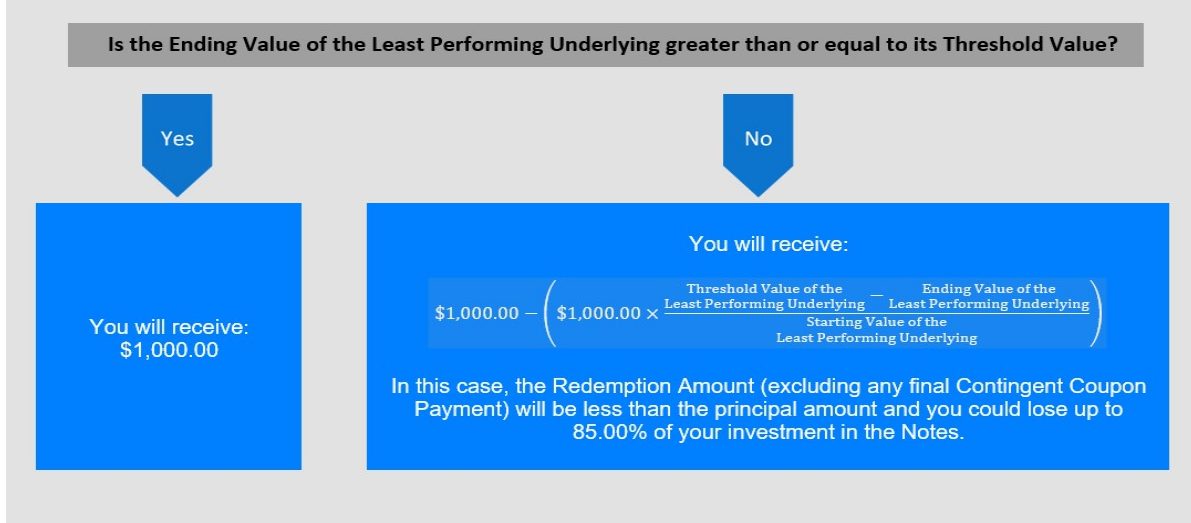 Is the Ending Value of the Least Performing Underlying greater than or equal to its Threshold Value?
Yes
No
You will receive:
$1,000.00
You will receive:
$1,000.00 − ( $1,000.00 × (Threshold Value of the Least Performing Underlying − Ending Value of the Least Performing Underlying) / Starting Value of the Least Performing Underlying )
In this case, the Redemption Amount (excluding any final Contingent Coupon
Payment) will be less than the principal amount and you could lose up to
85.00% of your investment in the Notes.